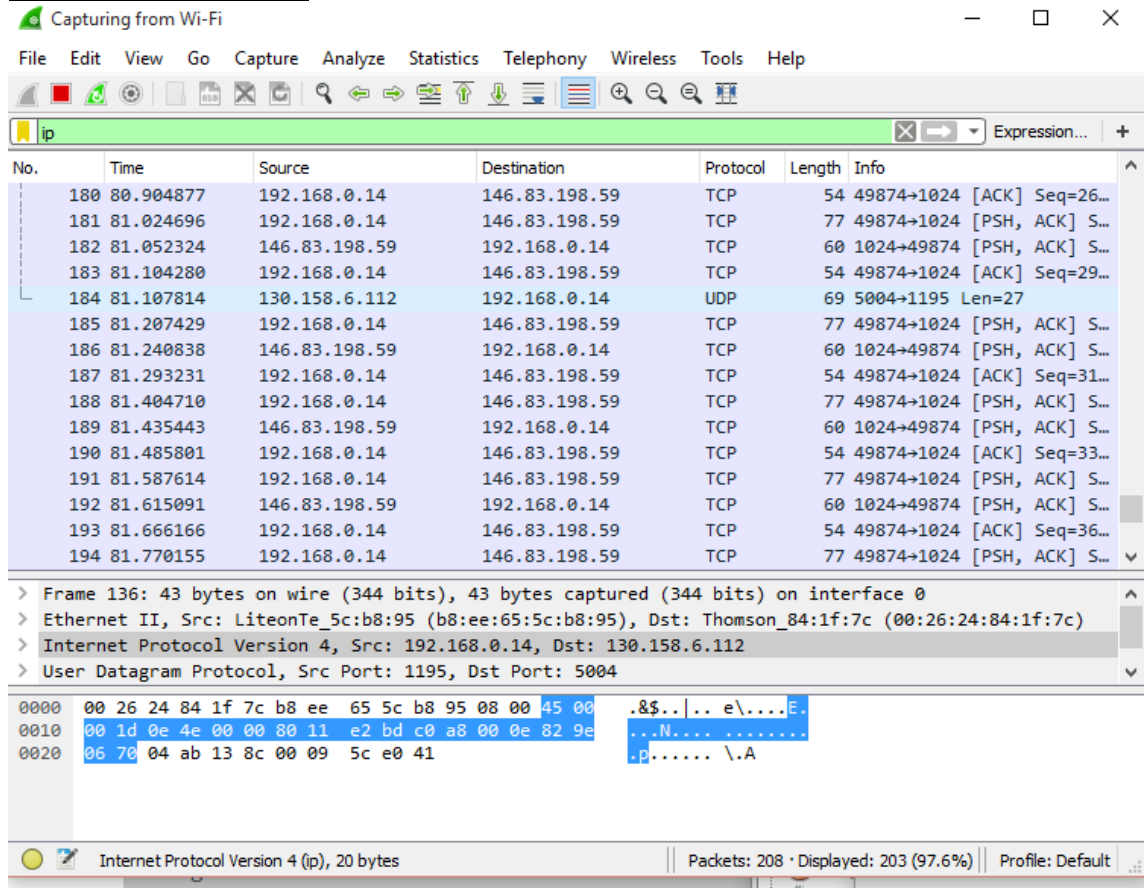 Capturing from Wi-Fi
File Edit View Go Capture Analyze Statistics Telephony Wireless Tools Help
ip Expression... +
No. Time Source Destination Protocol Length Info
180 80.904877 192.168.0.14 146.83.198.59 TCP 54 49874→1024 [ACK] Seq=26…
181 81.024696 192.168.0.14 146.83.198.59 TCP 77 49874→1024 [PSH, ACK] S…
182 81.052324 146.83.198.59 192.168.0.14 TCP 60 1024→49874 [PSH, ACK] S…
183 81.104280 192.168.0.14 146.83.198.59 TCP 54 49874→1024 [ACK] Seq=29…
184 81.107814 130.158.6.112 192.168.0.14 UDP 69 5004→1195 Len=27
185 81.207429 192.168.0.14 146.83.198.59 TCP 77 49874→1024 [PSH, ACK] S…
186 81.240838 146.83.198.59 192.168.0.14 TCP 60 1024→49874 [PSH, ACK] S…
187 81.293231 192.168.0.14 146.83.198.59 TCP 54 49874→1024 [ACK] Seq=31…
188 81.404710 192.168.0.14 146.83.198.59 TCP 77 49874→1024 [PSH, ACK] S…
189 81.435443 146.83.198.59 192.168.0.14 TCP 60 1024→49874 [PSH, ACK] S…
190 81.485801 192.168.0.14 146.83.198.59 TCP 54 49874→1024 [ACK] Seq=33…
191 81.587614 192.168.0.14 146.83.198.59 TCP 77 49874→1024 [PSH, ACK] S…
192 81.615091 146.83.198.59 192.168.0.14 TCP 60 1024→49874 [PSH, ACK] S…
193 81.666166 192.168.0.14 146.83.198.59 TCP 54 49874→1024 [ACK] Seq=36…
194 81.770155 192.168.0.14 146.83.198.59 TCP 77 49874→1024 [PSH, ACK] S…
> Frame 136: 43 bytes on wire (344 bits), 43 bytes captured (344 bits) on interface 0
> Ethernet II, Src: LiteonTe_5c:b8:95 (b8:ee:65:5c:b8:95), Dst: Thomson_84:1f:7c (00:26:24:84:1f:7c)
> Internet Protocol Version 4, Src: 192.168.0.14, Dst: 130.158.6.112
> User Datagram Protocol, Src Port: 1195, Dst Port: 5004
0000 00 26 24 84 1f 7c b8 ee 65 5c b8 95 08 00 45 00 .&$..|.. e\....E.
0010 00 1d 0e 4e 00 00 80 11 e2 bd c0 a8 00 0e 82 9e ...N.... ........
0020 06 70 04 ab 13 8c 00 09 5c e0 41 .p...... \.A
Internet Protocol Version 4 (ip), 20 bytes Packets: 208 · Displayed: 203 (97.6%) Profile: Default